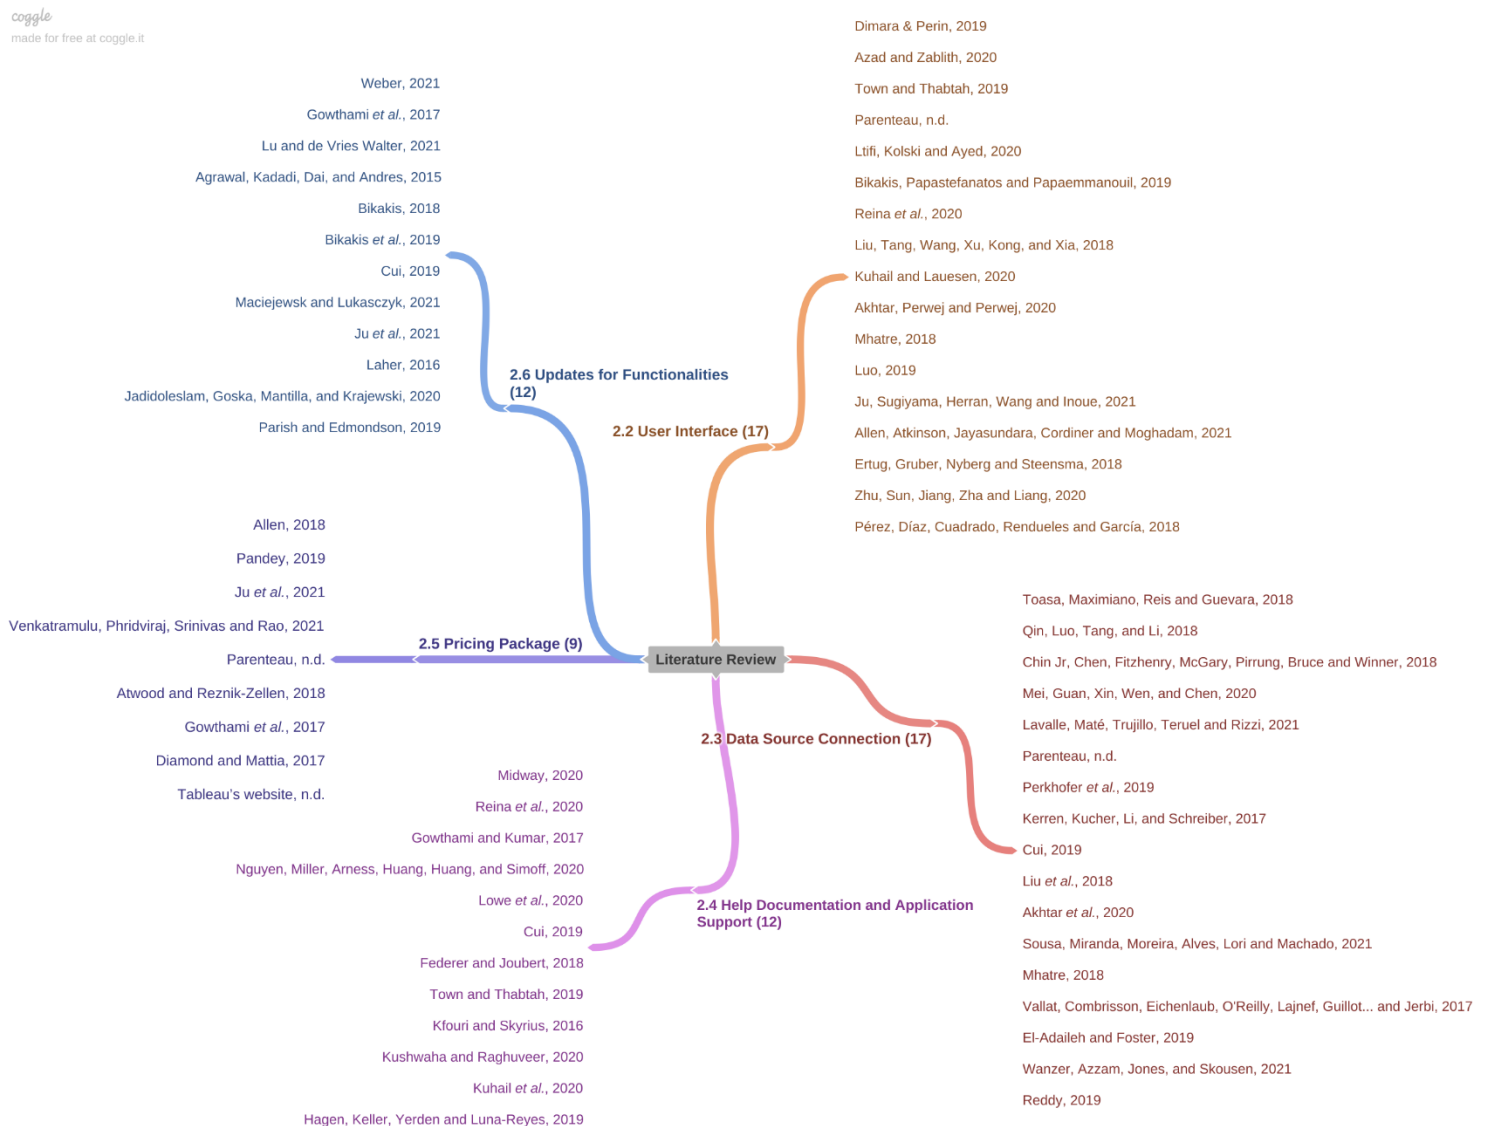 coggle
made for free at coggle.it
Weber, 2021
Gowthami et al., 2017
Lu and de Vries Walter, 2021
Agrawal, Kadadi, Dai, and Andres, 2015
Bikakis, 2018
Bikakis et al., 2019
Cui, 2019
Maciejewsk and Lukasczyk, 2021
Ju et al., 2021
Laher, 2016
Jadidoleslam, Goska, Mantilla, and Krajewski, 2020
Parish and Edmondson, 2019
2.6 Updates for Functionalities
(12)
Dimara & Perin, 2019
Azad and Zablith, 2020
Town and Thabtah, 2019
Parenteau, n.d.
Ltifi, Kolski and Ayed, 2020
Bikakis, Papastefanatos and Papaemmanouil, 2019
Reina et al., 2020
Liu, Tang, Wang, Xu, Kong, and Xia, 2018
Kuhail and Lauesen, 2020
Akhtar, Perwej and Perwej, 2020
Mhatre, 2018
Luo, 2019
Ju, Sugiyama, Herran, Wang and Inoue, 2021
Allen, Atkinson, Jayasundara, Cordiner and Moghadam, 2021
Ertug, Gruber, Nyberg and Steensma, 2018
Zhu, Sun, Jiang, Zha and Liang, 2020
Pérez, Díaz, Cuadrado, Rendueles and García, 2018
2.2 User Interface (17)
Allen, 2018
Pandey, 2019
Ju et al., 2021
Venkatramulu, Phridviraj, Srinivas and Rao, 2021
Parenteau, n.d.
Atwood and Reznik-Zellen, 2018
Gowthami et al., 2017
Diamond and Mattia, 2017
Tableau's website, n.d.
2.5 Pricing Package (9)
Literature Review
2.3 Data Source Connection (17)
Toasa, Maximiano, Reis and Guevara, 2018
Qin, Luo, Tang, and Li, 2018
Chin Jr, Chen, Fitzhenry, McGary, Pirrung, Bruce and Winner, 2018
Mei, Guan, Xin, Wen, and Chen, 2020
Lavalle, Maté, Trujillo, Teruel and Rizzi, 2021
Parenteau, n.d.
Perkhofer et al., 2019
Kerren, Kucher, Li, and Schreiber, 2017
Cui, 2019
Liu et al., 2018
Akhtar et al., 2020
Sousa, Miranda, Moreira, Alves, Lori and Machado, 2021
Mhatre, 2018
Vallat, Combrisson, Eichenlaub, O'Reilly, Lajnef, Guillot... and Jerbi, 2017
El-Adaileh and Foster, 2019
Wanzer, Azzam, Jones, and Skousen, 2021
Reddy, 2019
Midway, 2020
Reina et al., 2020
Gowthami and Kumar, 2017
Nguyen, Miller, Arness, Huang, Huang, and Simoff, 2020
Lowe et al., 2020
Cui, 2019
Federer and Joubert, 2018
Town and Thabtah, 2019
Kfouri and Skyrius, 2016
Kushwaha and Raghuveer, 2020
Kuhail et al., 2020
Hagen, Keller, Yerden and Luna-Reyes, 2019
2.4 Help Documentation and Application
Support (12)